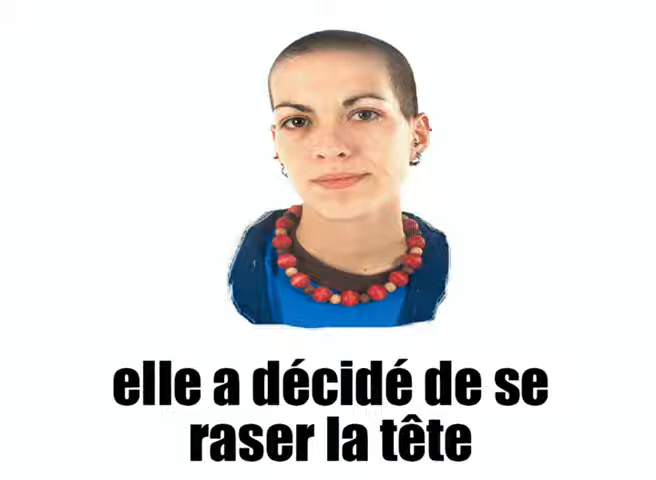 elle a décidé de se
raser la tête